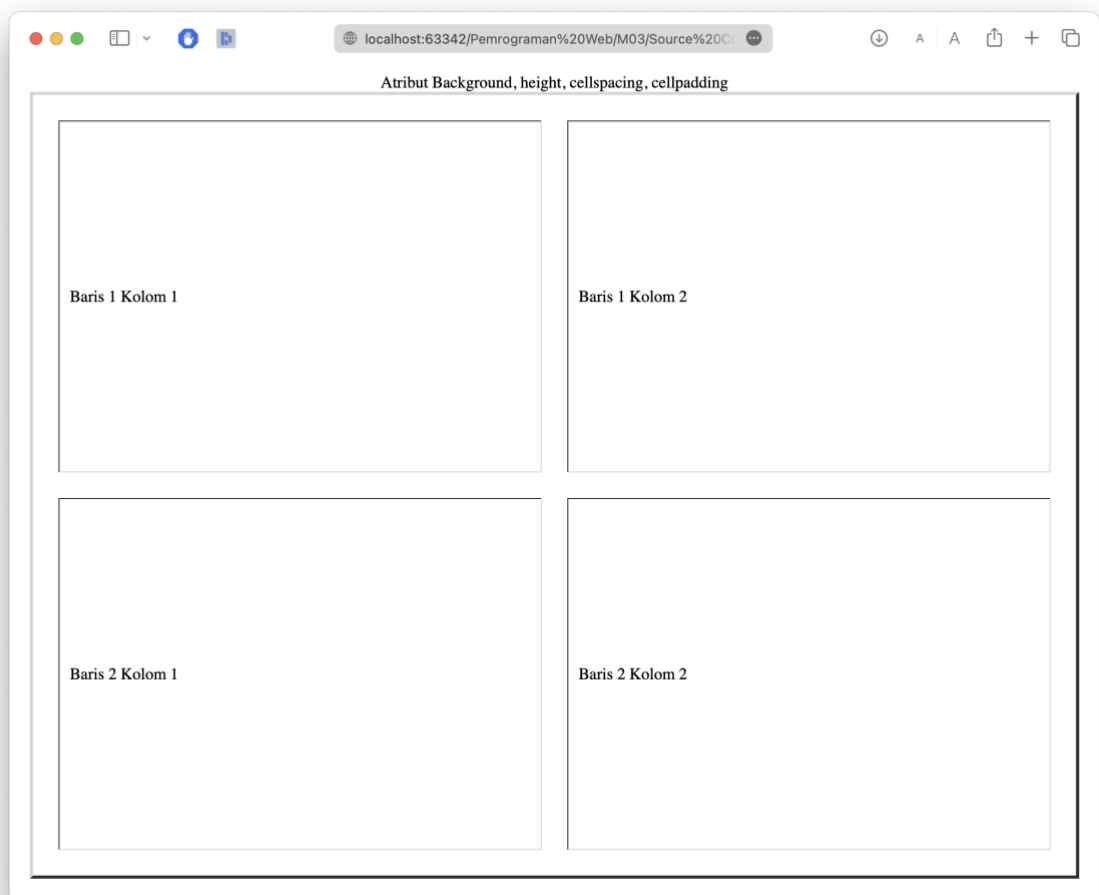 localhost:63342/Pemrograman%20Web/M03/Source%20C
A A
Atribut Background, height, cellspacing, cellpadding
Baris 1 Kolom 1 Baris 1 Kolom 2
Baris 2 Kolom 1 Baris 2 Kolom 2